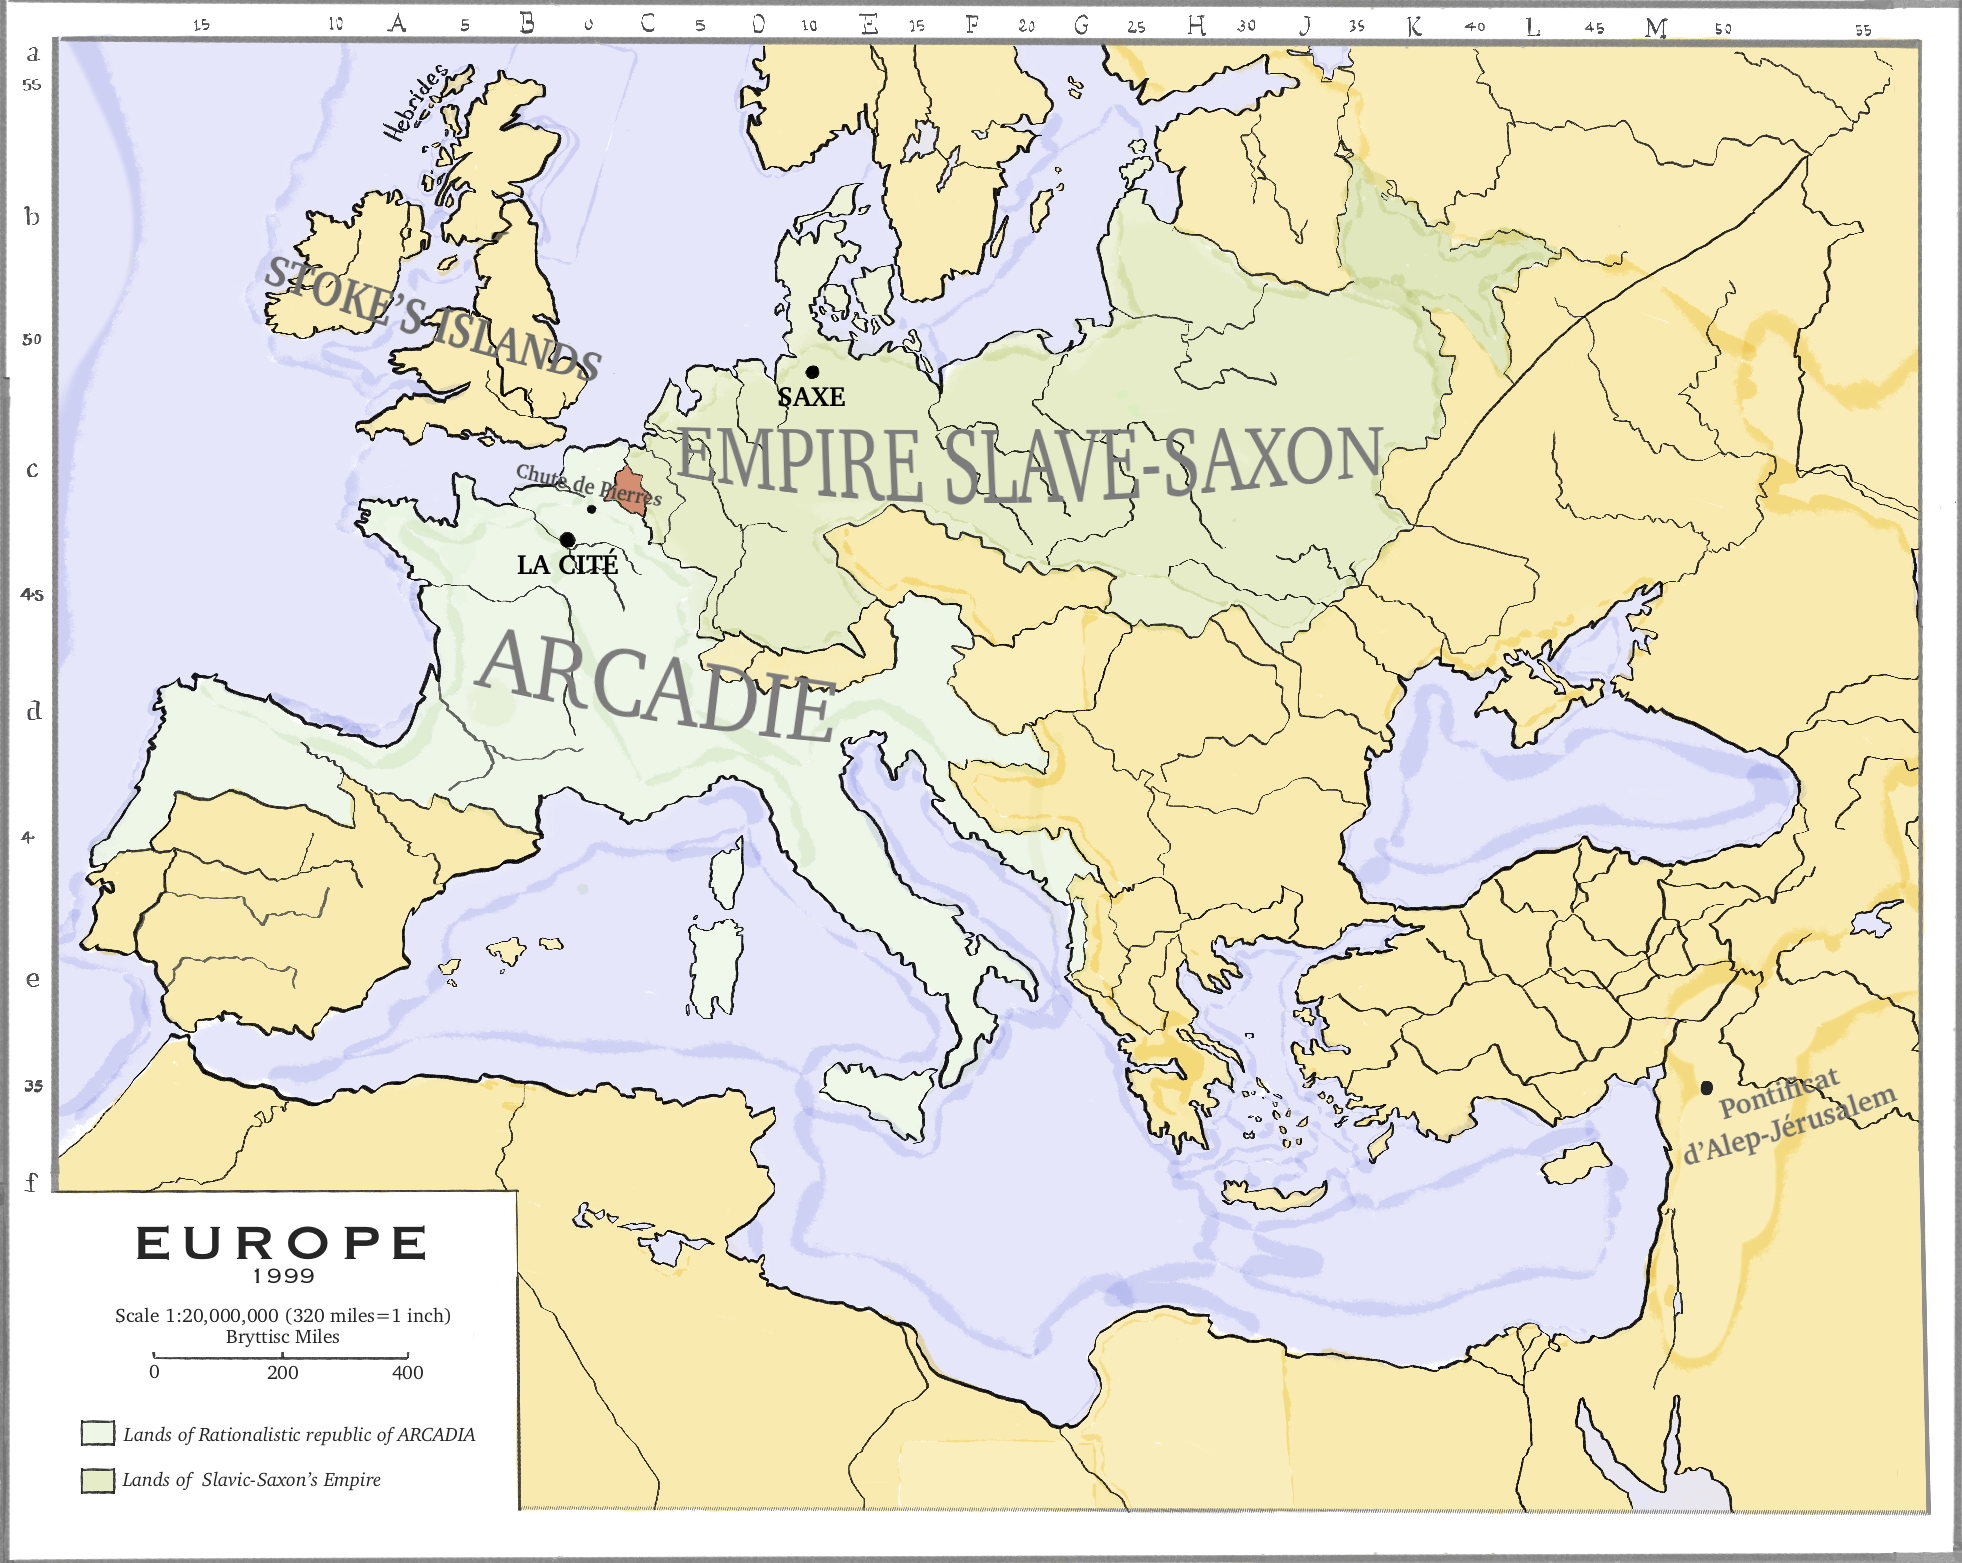 15 10 A 5 B 0 C 5 D 10 E 15 F 20 G 25 H 30 J 35 K 40 L 45 M 50 55
a
55
b
50
c
45
d
4
e
35
f
Hebrides
STOKE'S ISLANDS
SAXE
EMPIRE SLAVE-SAXON
Chute de Pierres
LA CITÉ
ARCADIE
Pontificat
d'Alep-Jérusalem
EUROPE
1999
Scale 1:20,000,000 (320 miles=1 inch)
Bryttisc Miles
0 200 400
Lands of Rationalistic republic of ARCADIA
Lands of Slavic-Saxon's Empire